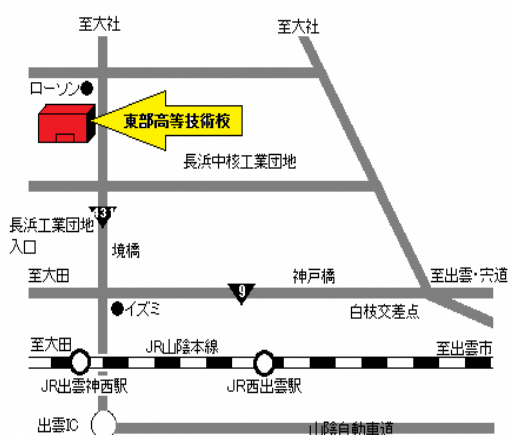 至大社
至大社
ローソン
東部高等技術校
長浜中核工業団地
431
長浜工業団地
入口
境橋
至大田
9
神戸橋
至出雲・宍道
イズミ
白枝交差点
至大田
JR山陰本線
至出雲市
JR出雲神西駅
JR西出雲駅
出雲IC
山陰自動車道